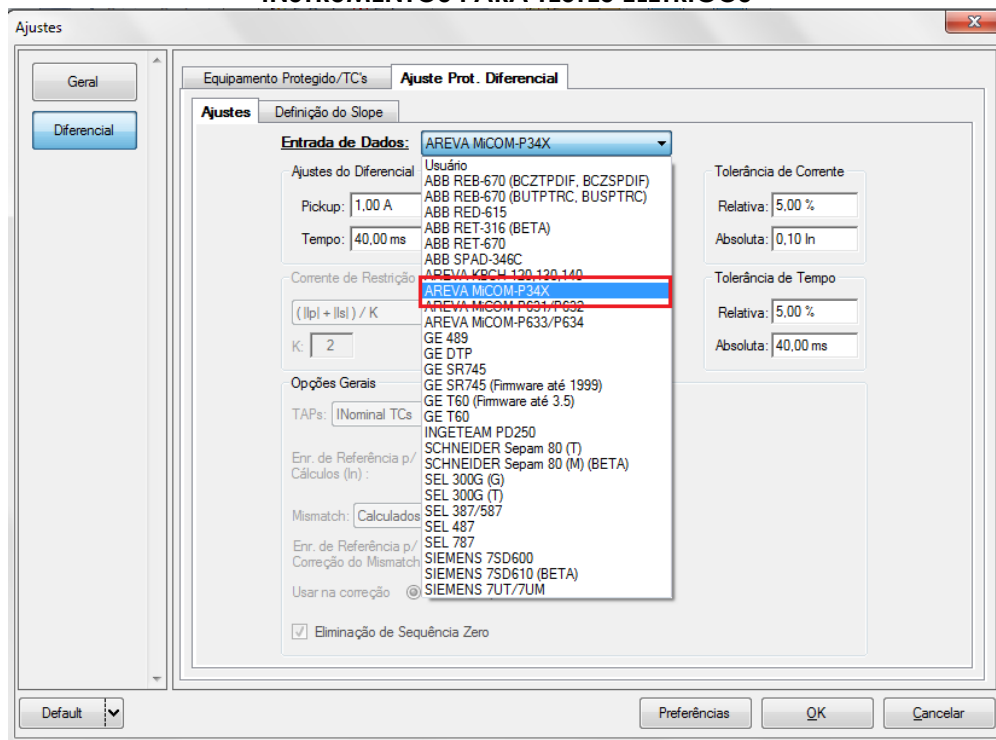 INSTRUMENTOS PARA TESTES ELÉTRICOS
Ajustes
Geral
Diferencial
Equipamento Protegido/TC's
Ajuste Prot. Diferencial
Ajustes
Definição do Slope
Entrada de Dados:
AREVA MiCOM-P34X
Usuário
ABB REB-670 (BCZTPDIF, BCZSPDIF)
ABB REB-670 (BUTPTRC, BUSPTRC)
ABB RED-615
ABB RET-316 (BETA)
ABB RET-670
ABB SPAD-346C
AREVA KBCH 120,130,140
AREVA MiCOM-P34X
AREVA MiCOM-P631/P632
AREVA MiCOM-P633/P634
GE 489
GE DTP
GE SR745
GE SR745 (Firmware até 1999)
GE T60 (Firmware até 3.5)
GE T60
INGETEAM PD250
SCHNEIDER Sepam 80 (T)
SCHNEIDER Sepam 80 (M) (BETA)
SEL 300G (G)
SEL 300G (T)
SEL 387/587
SEL 487
SEL 787
SIEMENS 7SD600
SIEMENS 7SD610 (BETA)
SIEMENS 7UT/7UM
Ajustes do Diferencial
Pickup: 1,00 A
Tempo: 40,00 ms
Corrente de Restrição
( |Ip| + |Is| ) / K
K: 2
Opções Gerais
TAPs: INominal TCs
Enr. de Referência p/
Cálculos (In) :
Mismatch: Calculados
Enr. de Referência p/
Correção do Mismatch
Usar na correção
Eliminação de Sequência Zero
Tolerância de Corrente
Relativa: 5,00 %
Absoluta: 0,10 In
Tolerância de Tempo
Relativa: 5,00 %
Absoluta: 40,00 ms
Default
Preferências
OK
Cancelar